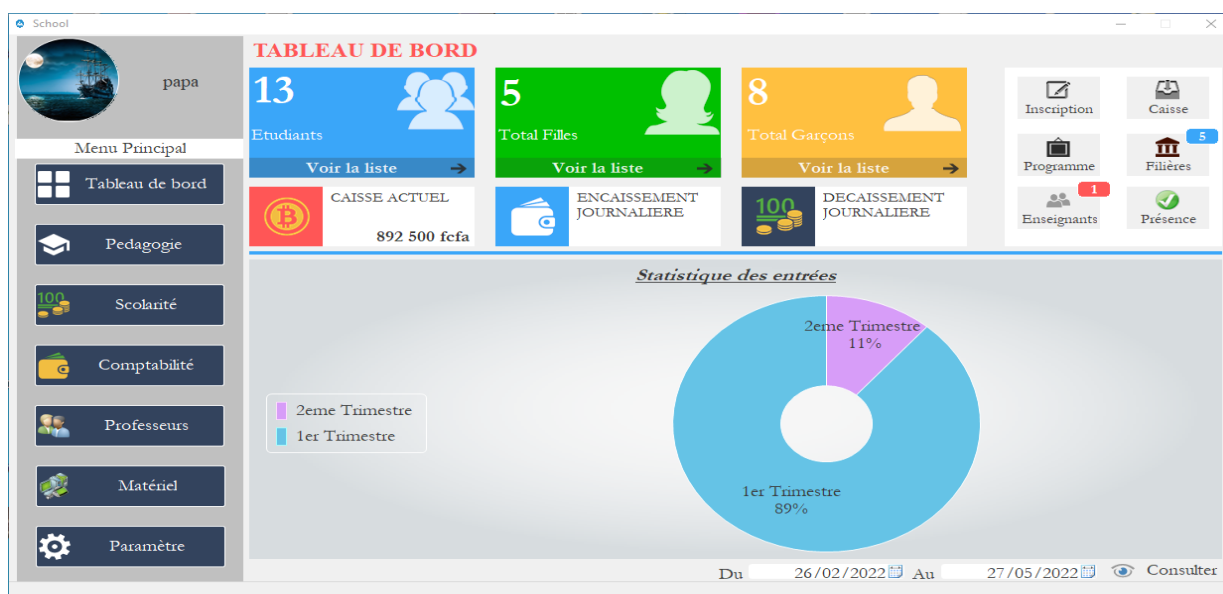 School
papa
Menu Principal
Tableau de bord
Pedagogie
100
Scolarité
Comptabilité
Professeurs
Matériel
Paramètre
TABLEAU DE BORD
13
Etudiants
Voir la liste
5
Total Filles
Voir la liste
8
Total Garçons
Voir la liste
CAISSE ACTUEL
892 500 fcfa
ENCAISSEMENT
JOURNALIERE
100
DECAISSEMENT
JOURNALIERE
Inscription
Caisse
Programme
5
Filières
1
Enseignants
Présence
Statistique des entrées
2eme Trimestre
11%
2eme Trimestre
1er Trimestre
1er Trimestre
89%
Du 26/02/2022 Au 27/05/2022 Consulter